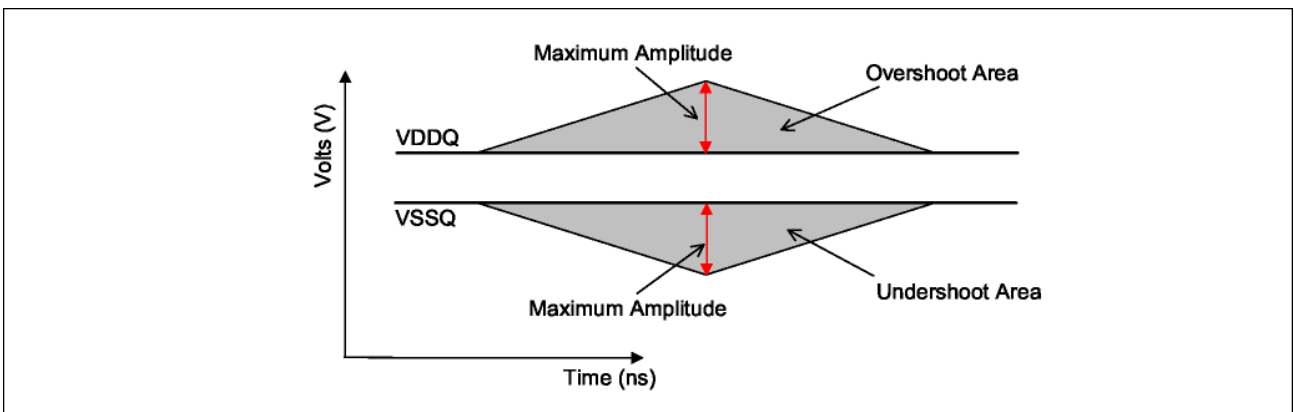 Maximum Amplitude
Overshoot Area
Volts (V)
VDDQ
VSSQ
Undershoot Area
Maximum Amplitude
Time (ns)